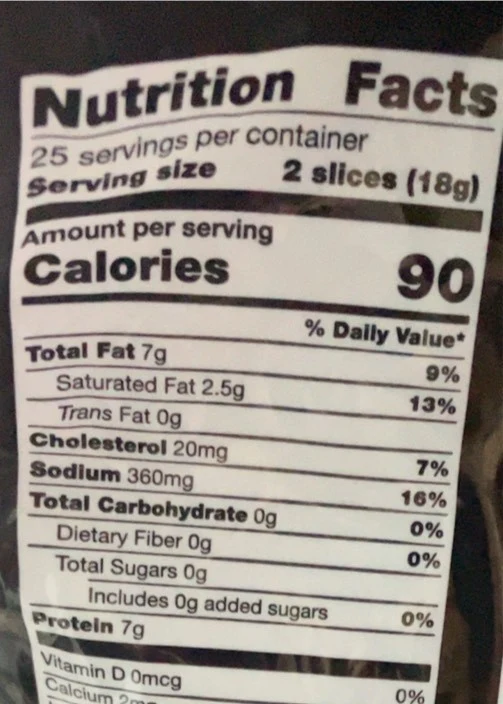 Nutrition Facts
25 servings per container
Serving size 2 slices (18g)
Amount per serving
Calories 90
% Daily Value*
Total Fat 7g 9%
Saturated Fat 2.5g 13%
Trans Fat 0g
Cholesterol 20mg 7%
Sodium 360mg 16%
Total Carbohydrate 0g 0%
Dietary Fiber 0g 0%
Total Sugars 0g
Includes 0g added sugars 0%
Protein 7g
Vitamin D 0mcg 0%
Calcium